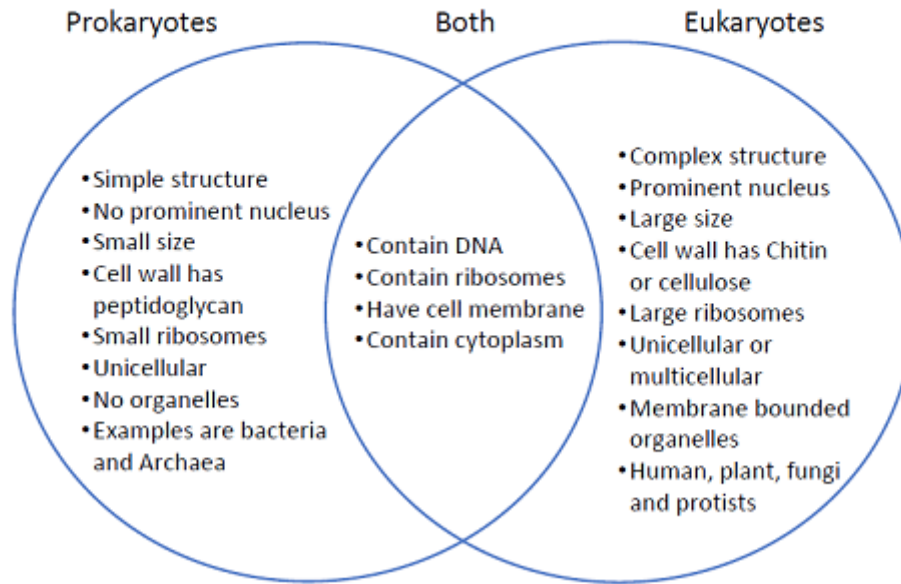 Prokaryotes
Both
Eukaryotes
•Simple structure
•No prominent nucleus
•Small size
•Cell wall has
peptidoglycan
•Small ribosomes
•Unicellular
•No organelles
•Examples are bacteria
and Archaea
•Contain DNA
•Contain ribosomes
•Have cell membrane
•Contain cytoplasm
•Complex structure
•Prominent nucleus
•Large size
•Cell wall has Chitin
or cellulose
•Large ribosomes
•Unicellular or
multicellular
•Membrane bounded
organelles
•Human, plant, fungi
and protists